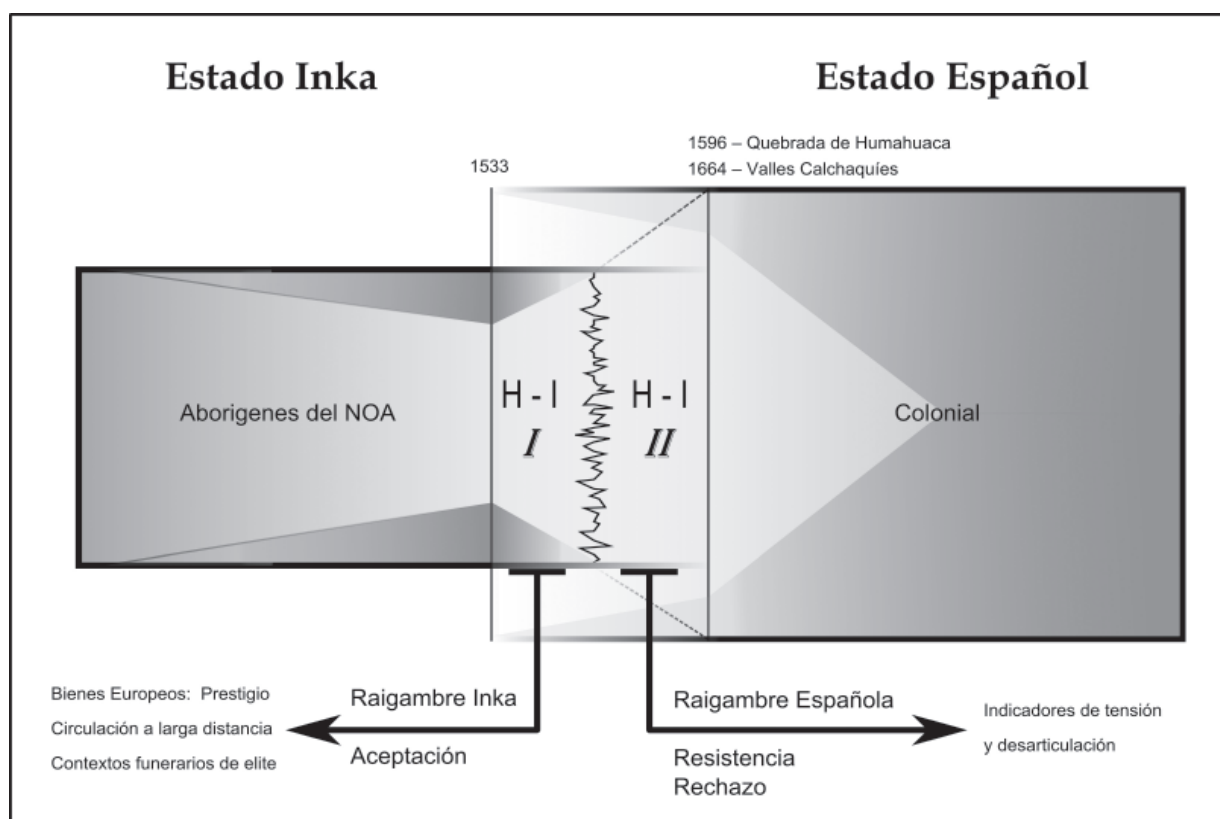 Estado Inka
Estado Español
1533
1596 – Quebrada de Humahuaca
1664 – Valles Calchaquíes
Aborigenes del NOA
H - I
I
H - I
II
Colonial
Bienes Europeos: Prestigio
Circulación a larga distancia
Contextos funerarios de elite
Raigambre Inka
Aceptación
Raigambre Española
Resistencia
Rechazo
Indicadores de tensión
y desarticulación